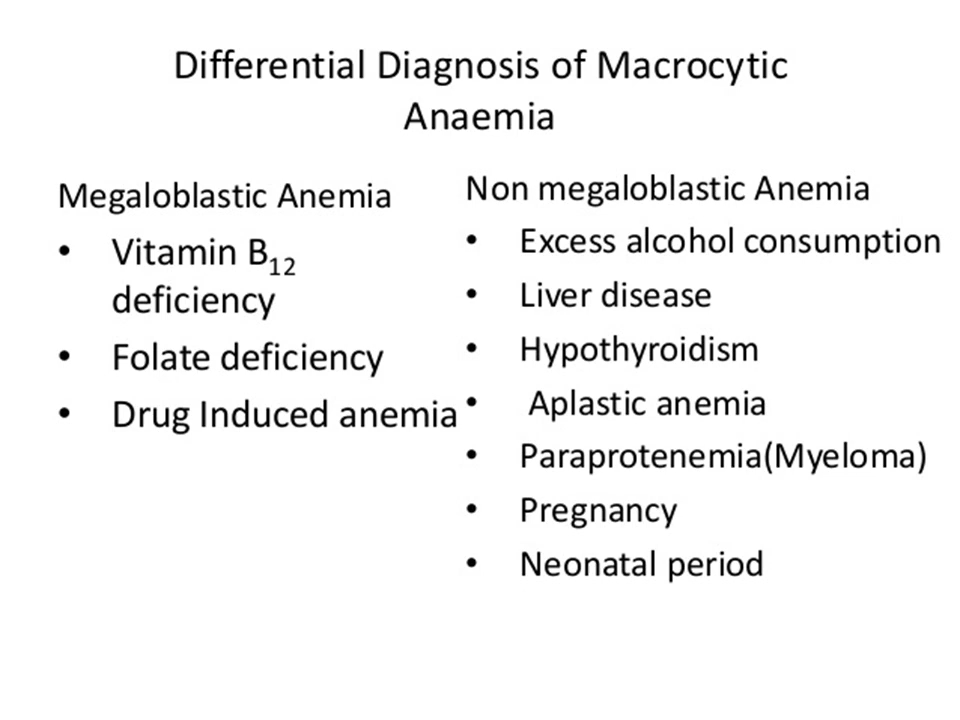 Differential Diagnosis of Macrocytic
Anaemia
Megaloblastic Anemia
• Vitamin B₁₂
deficiency
• Folate deficiency
• Drug Induced anemia
Non megaloblastic Anemia
• Excess alcohol consumption
• Liver disease
• Hypothyroidism
• Aplastic anemia
• Paraprotenemia(Myeloma)
• Pregnancy
• Neonatal period